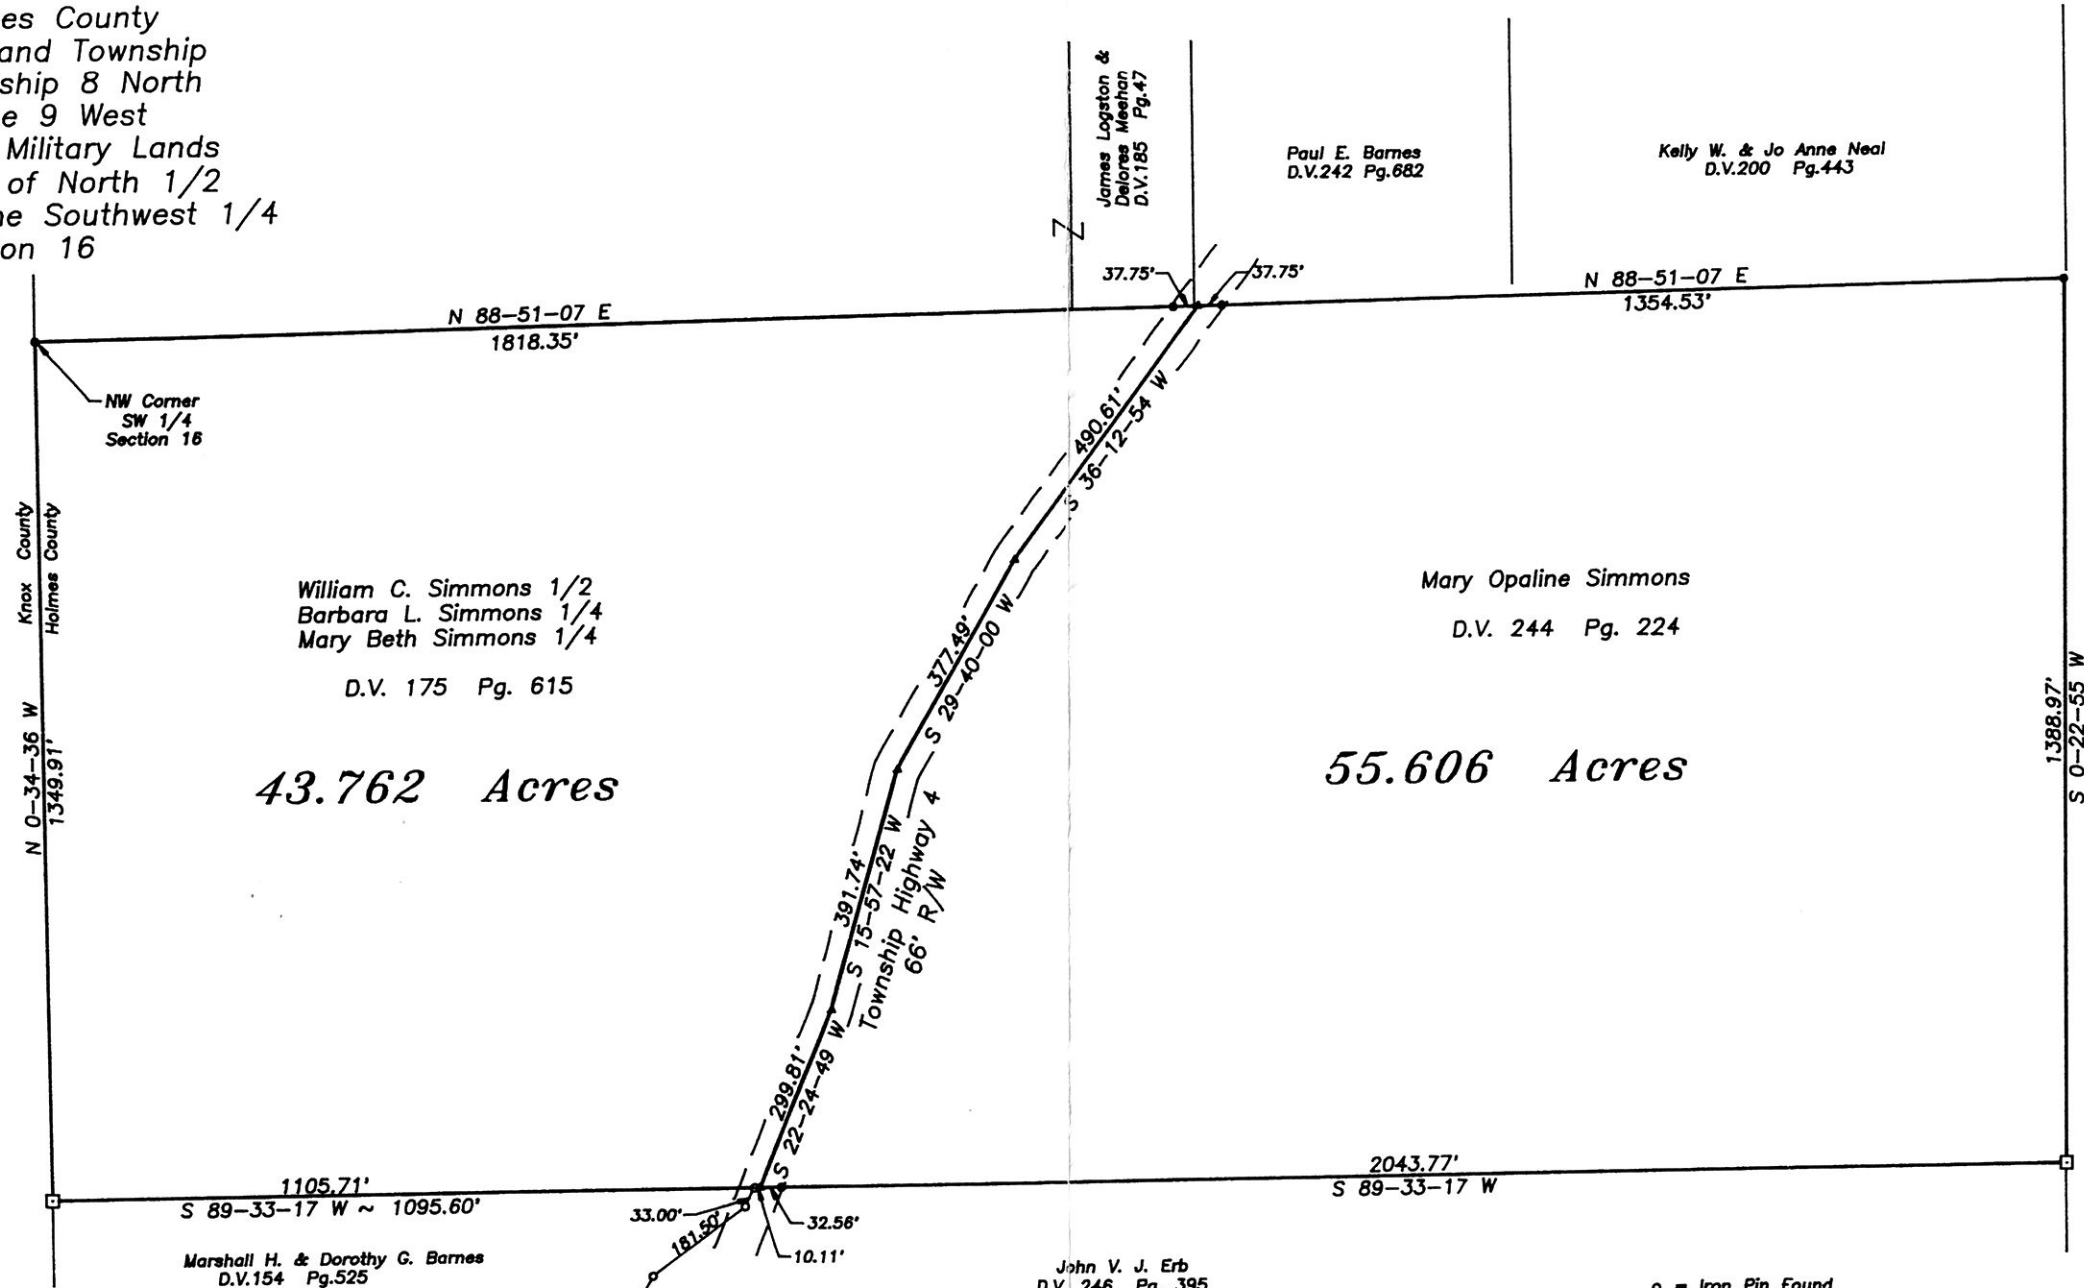 es County
and Township
ship 8 North
e 9 West
Military Lands
of North 1/2
he Southwest 1/4
on 16
James Logston &
Delores Meehan
D.V.185 Pg.47
Paul E. Barnes
D.V.242 Pg.682
Kelly W. & Jo Anne Neal
D.V.200 Pg.443
Z
37.75'
37.75'
N 88-51-07 E
1818.35'
N 88-51-07 E
1354.53'
NW Corner
SW 1/4
Section 16
Knox County
Holmes County
N 0-34-36 W
1349.91'
William C. Simmons 1/2
Barbara L. Simmons 1/4
Mary Beth Simmons 1/4
D.V. 175 Pg. 615
43.762 Acres
490.61'
S 36-12-54 W
377.49'
S 29-40-00 W
391.74'
S 15-57-22 W
Township Highway 4
66' R/W
299.81'
S 22-24-49 W
Mary Opaline Simmons
D.V. 244 Pg. 224
55.606 Acres
1388.97'
S 0-22-55 W
1105.71'
S 89-33-17 W ~ 1095.60'
2043.77'
S 89-33-17 W
33.00'
181.50'
32.56'
10.11'
Marshall H. & Dorothy G. Barnes
D.V.154 Pg.525
John V. J. Erb
D.V. 246 Pg. 395
o = Iron Pin Found